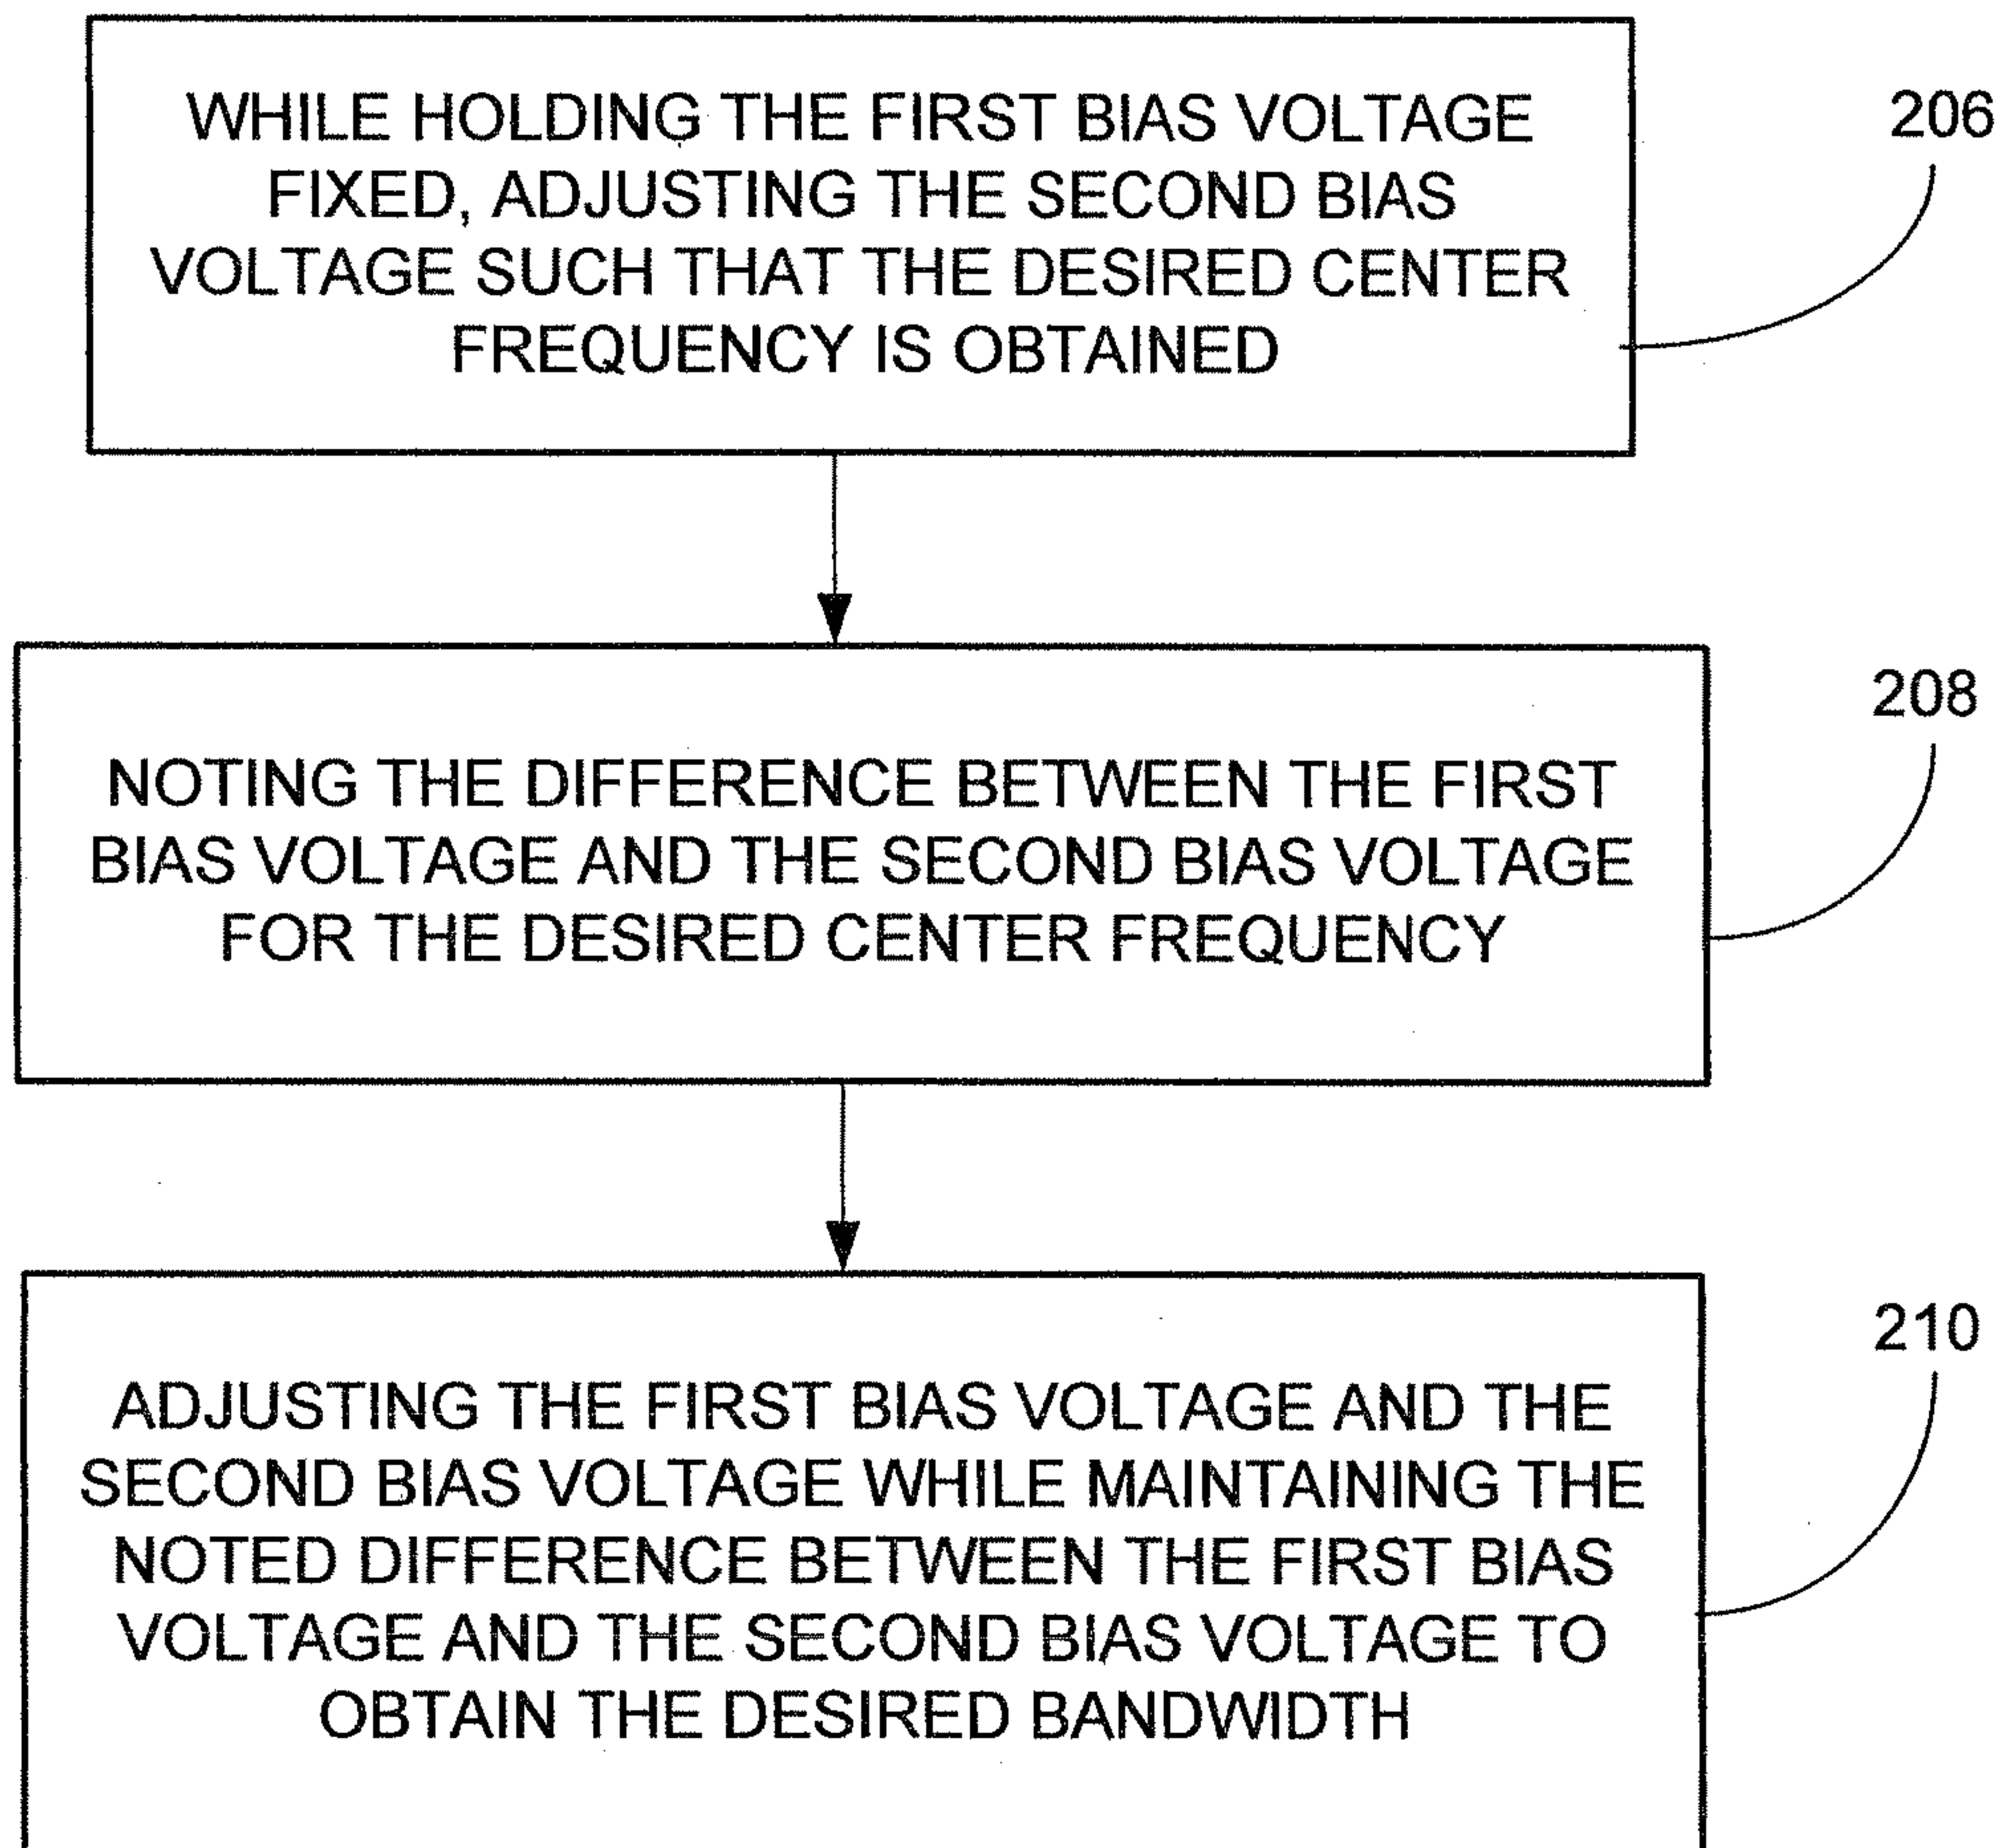 WHILE HOLDING THE FIRST BIAS VOLTAGE
FIXED, ADJUSTING THE SECOND BIAS
VOLTAGE SUCH THAT THE DESIRED CENTER
FREQUENCY IS OBTAINED
206
NOTING THE DIFFERENCE BETWEEN THE FIRST
BIAS VOLTAGE AND THE SECOND BIAS VOLTAGE
FOR THE DESIRED CENTER FREQUENCY
208
ADJUSTING THE FIRST BIAS VOLTAGE AND THE
SECOND BIAS VOLTAGE WHILE MAINTAINING THE
NOTED DIFFERENCE BETWEEN THE FIRST BIAS
VOLTAGE AND THE SECOND BIAS VOLTAGE TO
OBTAIN THE DESIRED BANDWIDTH
210